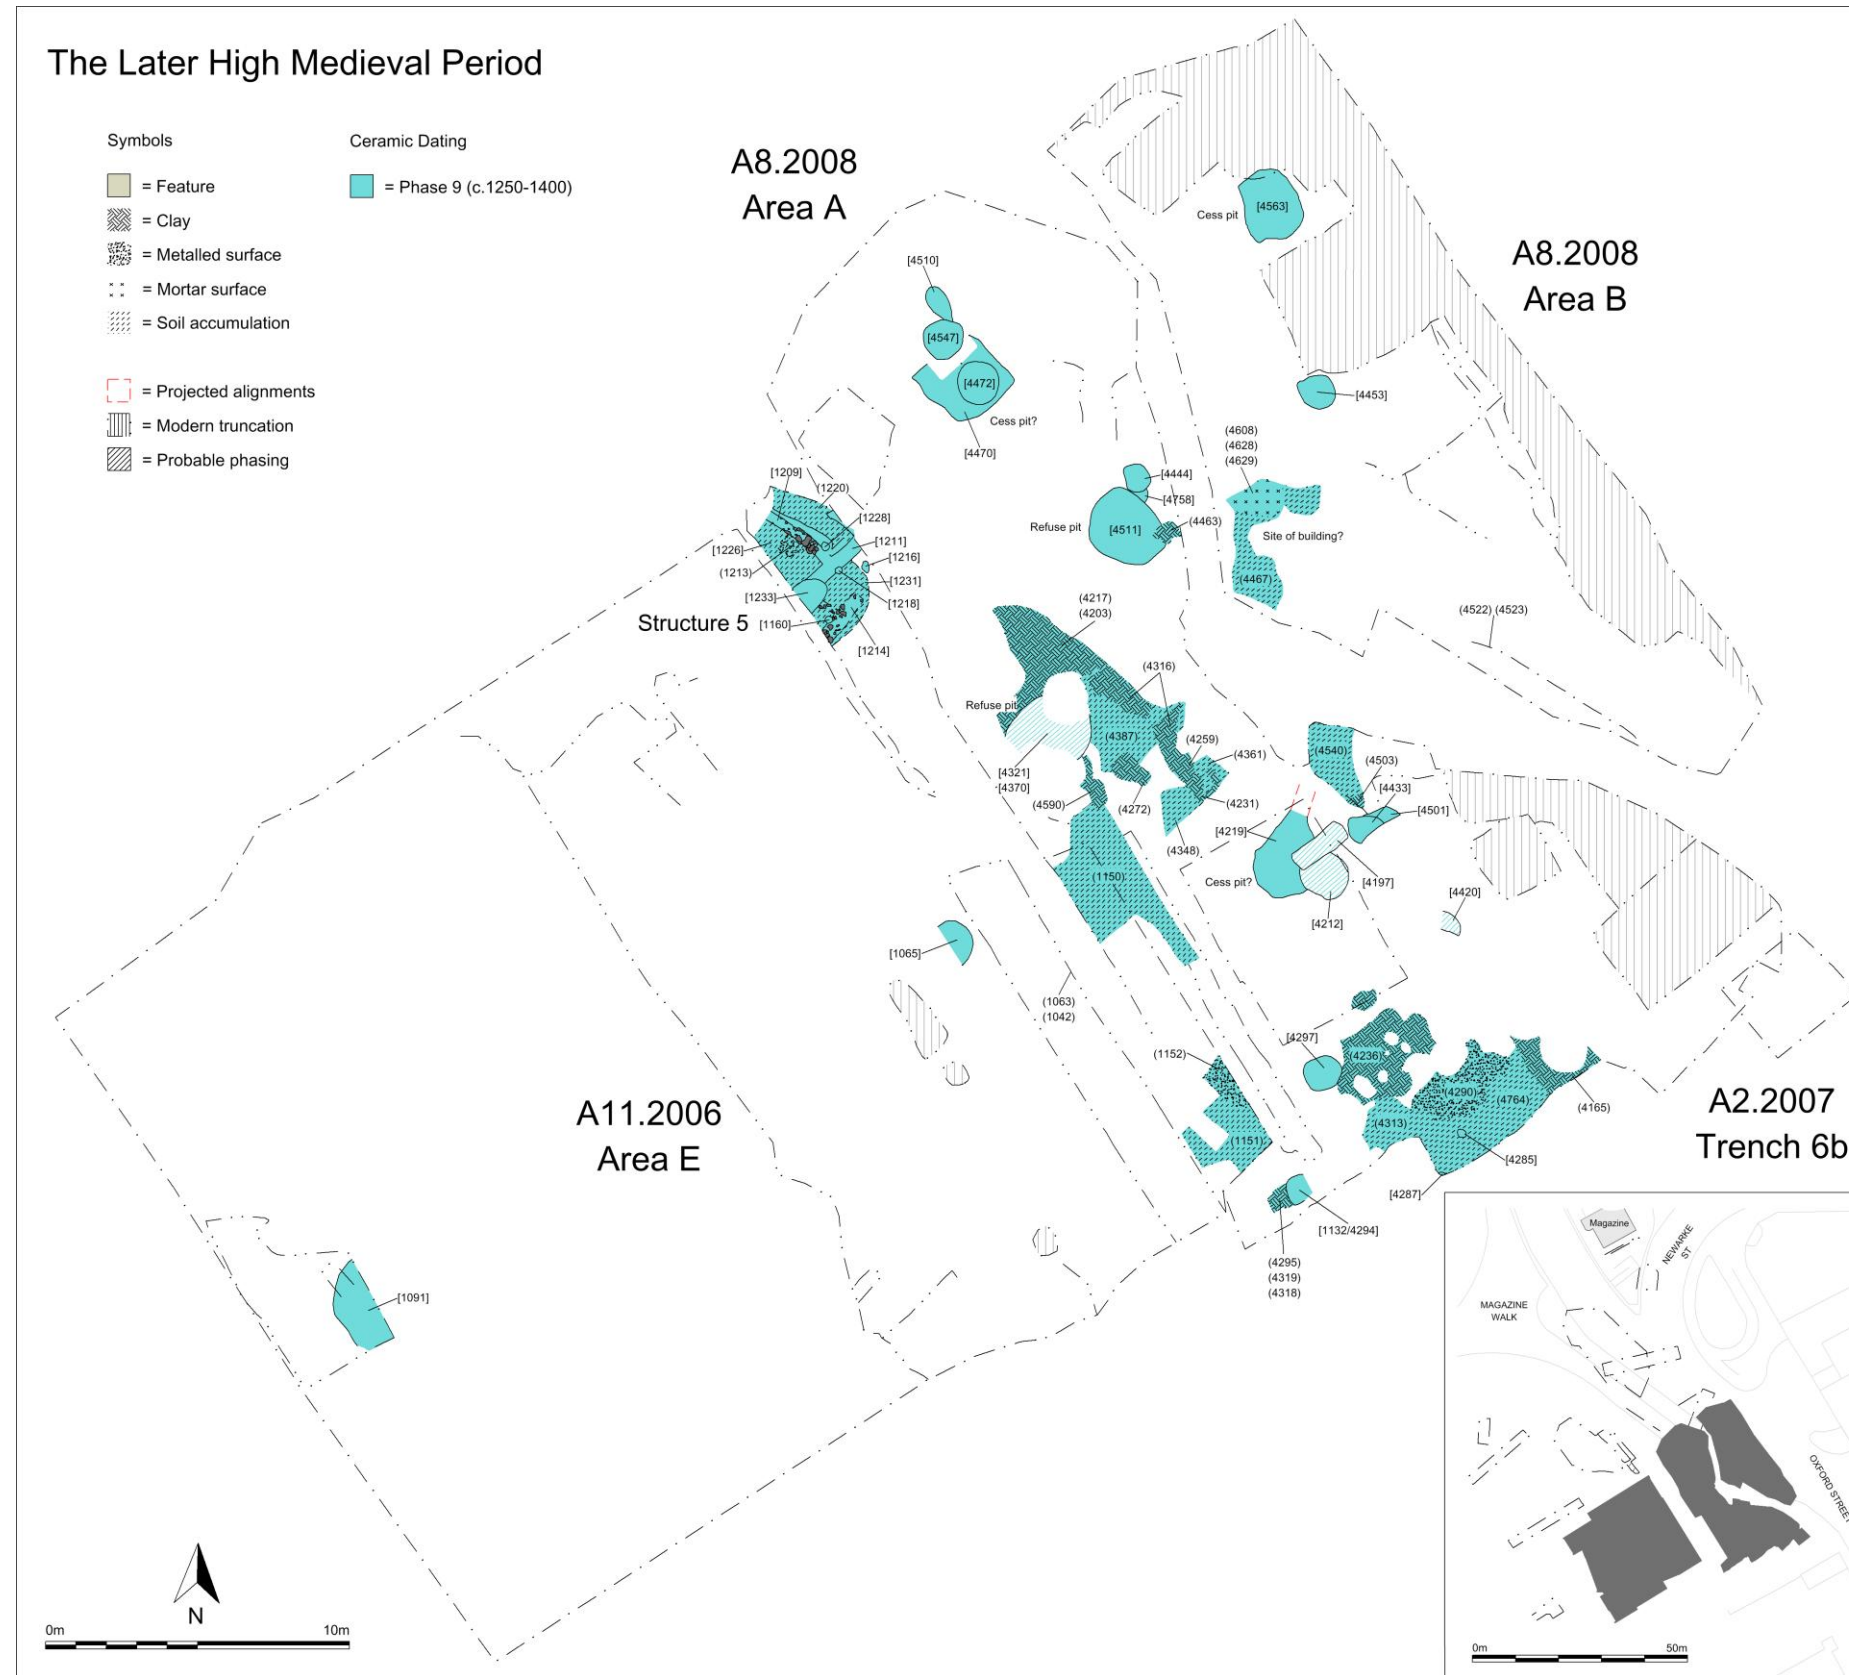 The Later High Medieval Period
Symbols
= Feature
= Clay
= Metalled surface
= Mortar surface
= Soil accumulation
= Projected alignments
= Modern truncation
= Probable phasing
Ceramic Dating
= Phase 9 (c.1250-1400)
A8.2008
Area A
A8.2008
Area B
[4563]
Cess pit
[4510]
[4547]
[4472]
Cess pit?
[4470]
[4453]
(4608)
(4628)
(4629)
[4444]
[4758]
(4463)
[4511]
Refuse pit
Site of building?
(4467)
[1209]
(1220)
[1228]
[1211]
[1216]
[1226]
(1213)
[1231]
[1233]
[1218]
Structure 5
[1160]
[1214]
(4217)
(4203)
(4522) (4523)
(4316)
Refuse pit
(4387)
(4259)
(4361)
(4540)
(4503)
[4433]
[4501]
[4321]
[4370]
(4590)
(4272)
(4231)
(4348)
[4219]
(1150)
Cess pit?
[4197]
[4212]
[4420]
[1065]
(1063)
(1042)
(1152)
[4297]
(4236)
(4290)
(4764)
(4165)
(4313)
(1151)
[4285]
[4287]
A11.2006
Area E
A2.2007
Trench 6b
[1132/4294]
(4295)
(4319)
(4318)
[1091]
N
0m 10m
Magazine
NEWARKE
ST
MAGAZINE
WALK
OXFORD STREET
0m 50m